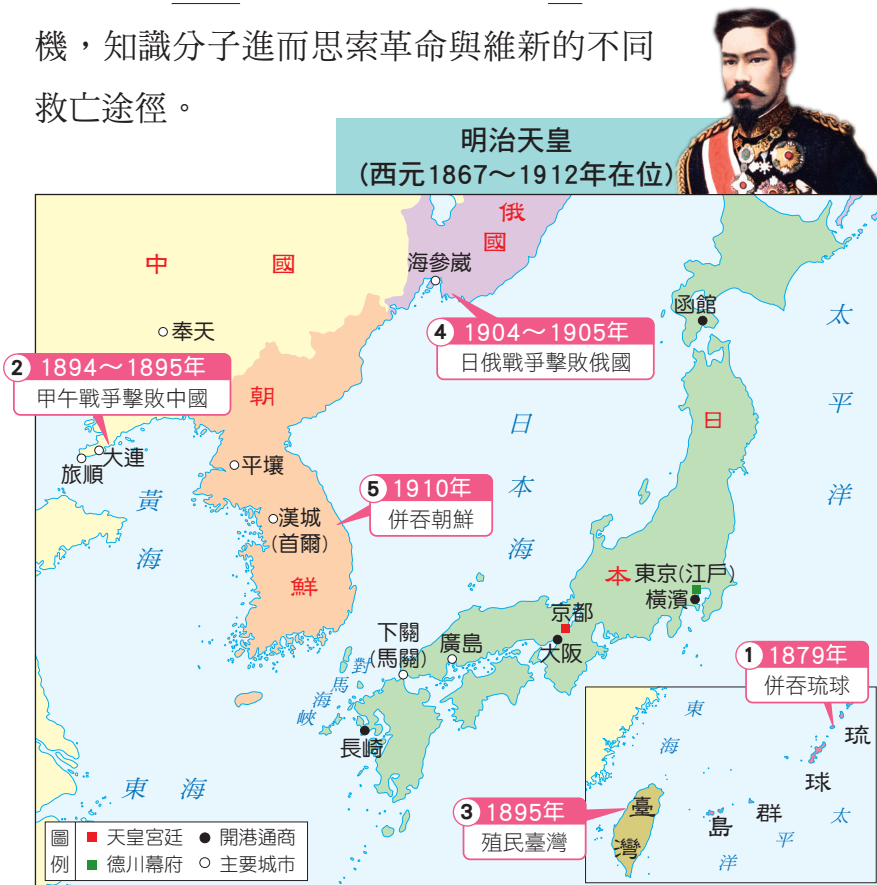 機，知識分子進而思索革命與維新的不同
救亡途徑。
明治天皇
(西元1867～1912年在位)
中國
俄國
海參崴
奉天
函館
太平洋
④ 1904～1905年
日俄戰爭擊敗俄國
② 1894～1895年
甲午戰爭擊敗中國
朝鮮
日本
日本海
大連
旅順
平壤
黃海
⑤ 1910年
併吞朝鮮
漢城
(首爾)
東京(江戶)
橫濱
京都
大阪
下關
(馬關)
廣島
對馬海峽
長崎
① 1879年
併吞琉球
東海
琉球群島
太平洋
東海
③ 1895年
殖民臺灣
臺灣
圖例
天皇宮廷
開港通商
德川幕府
主要城市